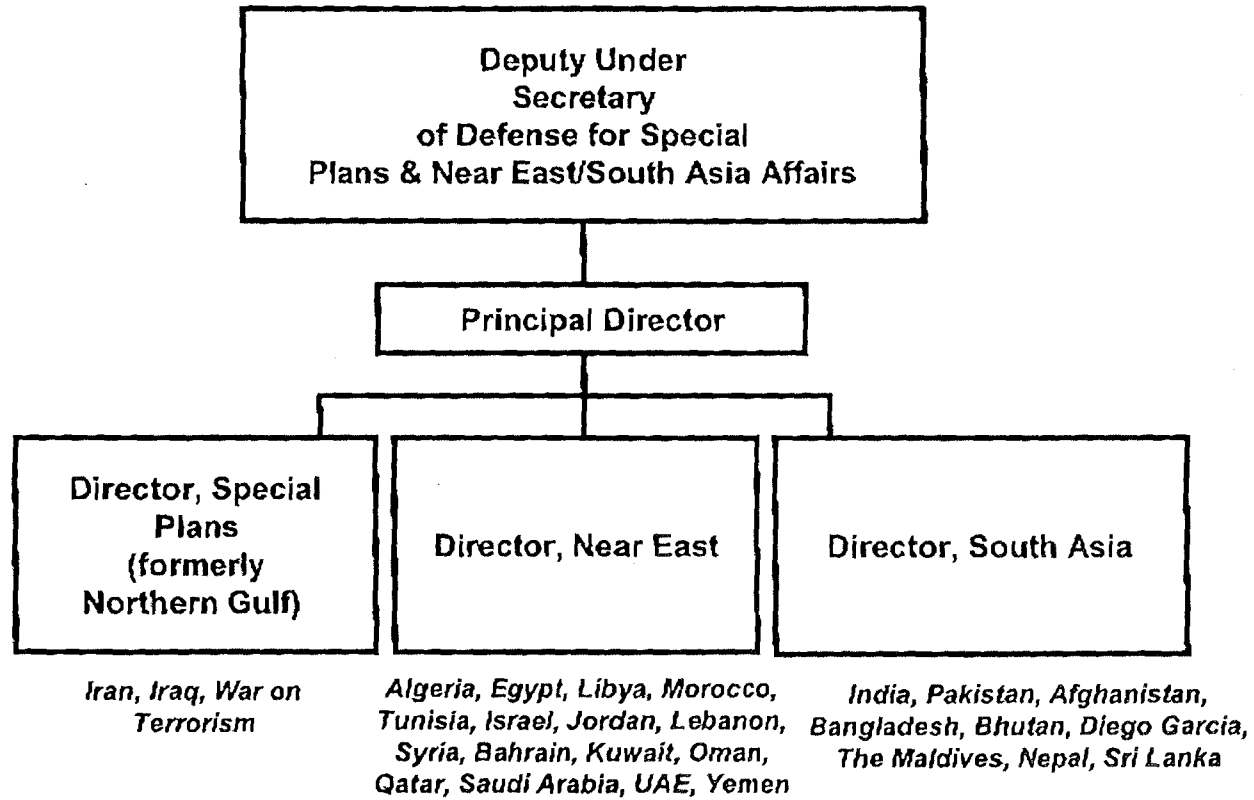 Deputy Under
Secretary
of Defense for Special
Plans & Near East/South Asia Affairs
Principal Director
Director, Special
Plans
(formerly
Northern Gulf)
Director, Near East
Director, South Asia
Iran, Iraq, War on
Terrorism
Algeria, Egypt, Libya, Morocco,
Tunisia, Israel, Jordan, Lebanon,
Syria, Bahrain, Kuwait, Oman,
Qatar, Saudi Arabia, UAE, Yemen
India, Pakistan, Afghanistan,
Bangladesh, Bhutan, Diego Garcia,
The Maldives, Nepal, Sri Lanka